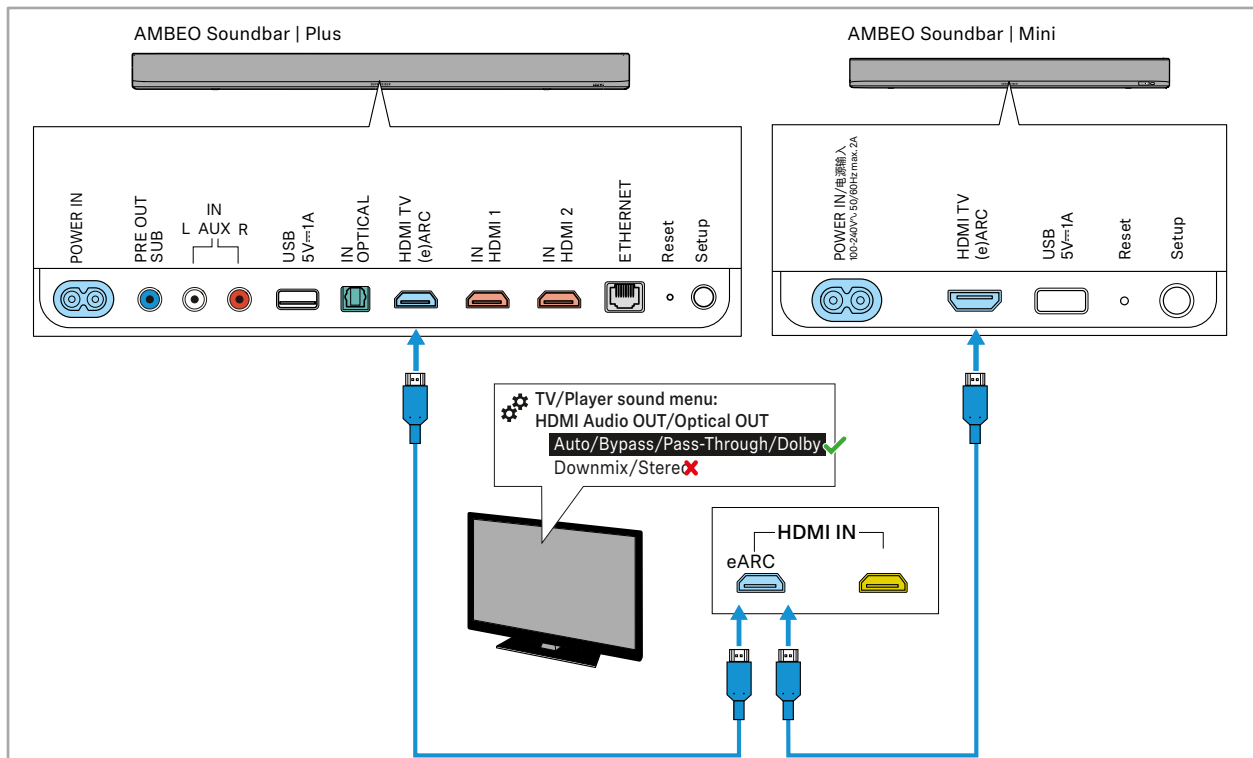 AMBEO Soundbar | Plus
AMBEO Soundbar | Mini
POWER IN
PRE OUT
SUB
IN
L AUX R
USB
5V⎓1A
IN
OPTICAL
HDMI TV
(e)ARC
IN
HDMI 1
IN
HDMI 2
ETHERNET
Reset
Setup
POWER IN/电源输入
100-240V~ 50/60Hz max. 2A
HDMI TV
(e)ARC
USB
5V⎓1A
Reset
Setup
TV/Player sound menu:
HDMI Audio OUT/Optical OUT
Auto/Bypass/Pass-Through/Dolby
Downmix/Stereo
HDMI IN
eARC